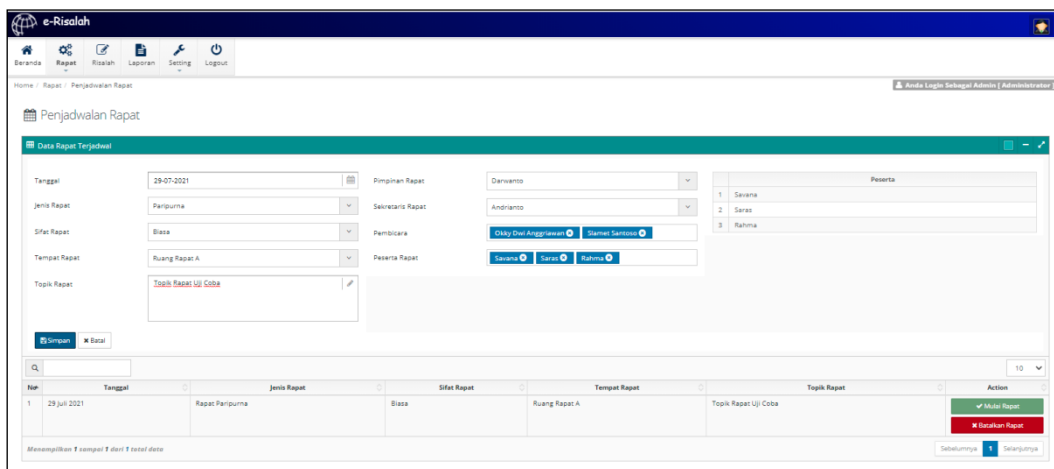 e-Risalah
Beranda Rapat Risalah Laporan Setting Logout
Home / Rapat / Penjadwalan Rapat
Anda Login Sebagai Admin [ Administrator ]
Penjadwalan Rapat
Data Rapat Terjadwal
Tanggal 29-07-2021 Pimpinan Rapat Darwanto Peserta
Jenis Rapat Paripurna Sekretaris Rapat Andrianto 1 Savana
2 Saras
Sifat Rapat Biasa Pembicara Okky Dwi Anggriawan Slamet Santoso 3 Rahma
Tempat Rapat Ruang Rapat A Peserta Rapat Savana Saras Rahma
Topik Rapat Topik Rapat Uji Coba
Simpan Batal
10
No Tanggal Jenis Rapat Sifat Rapat Tempat Rapat Topik Rapat Action
1 29 Juli 2021 Rapat Paripurna Biasa Ruang Rapat A Topik Rapat Uji Coba Mulai Rapat
Batalkan Rapat
Menampilkan 1 sampai 1 dari 1 total data
Sebelumnya 1 Selanjutnya